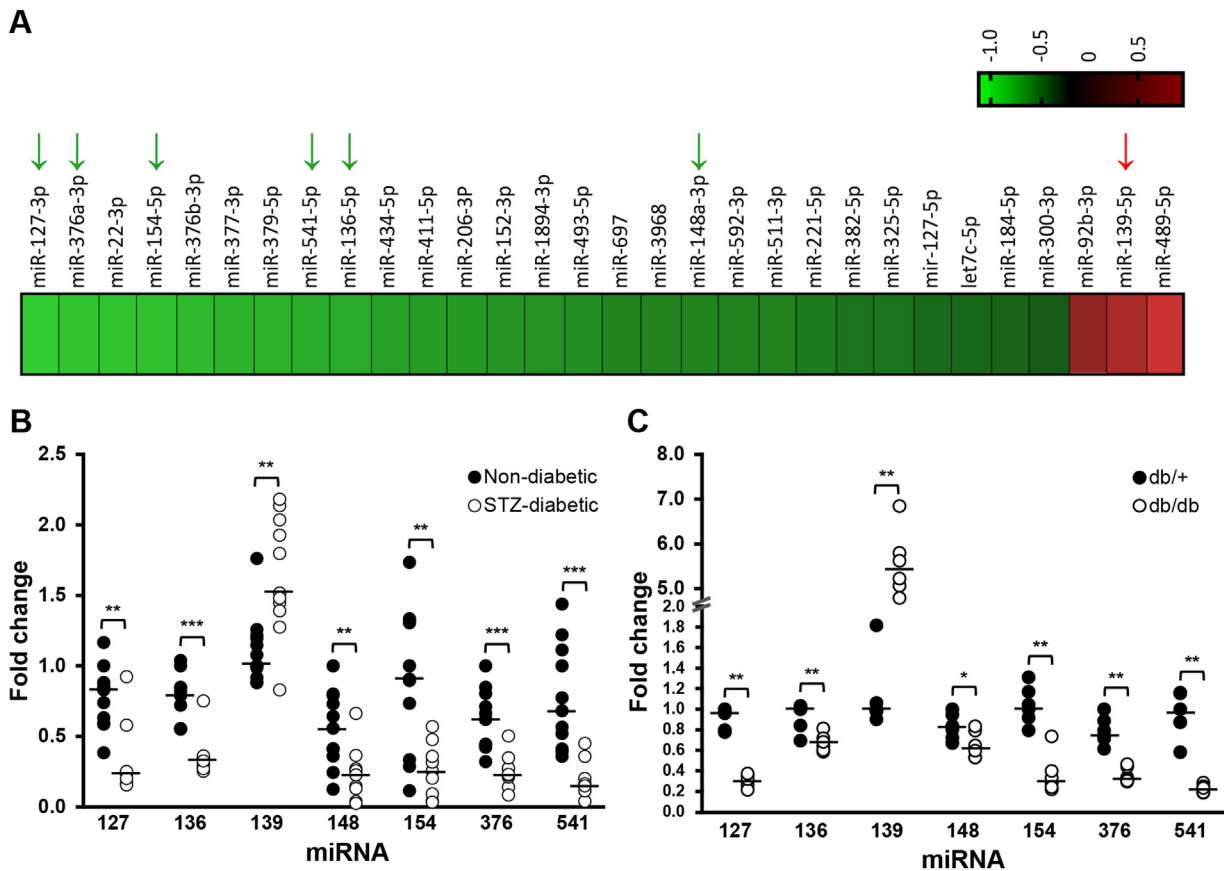 A
-1.0 -0.5 0 0.5
miR-127-3p
miR-376a-3p
miR-22-3p
miR-154-5p
miR-376b-3p
miR-377-3p
miR-379-5p
miR-541-5p
miR-136-5p
miR-434-5p
miR-411-5p
miR-206-3P
miR-152-3p
miR-1894-3p
miR-493-5p
miR-697
miR-3968
miR-148a-3p
miR-592-3p
miR-511-3p
miR-2221-5p
miR-382-5p
miR-325-5p
mir-127-5p
let7c-5p
miR-184-5p
miR-300-3p
miR-92b-3p
miR-139-5p
miR-489-5p
B
Fold change
2.5
2.0
1.5
1.0
0.5
0.0
Non-diabetic
STZ-diabetic
** *** ** ** ** *** ***
127 136 139 148 154 376 541
miRNA
C
Fold change
8.0
7.0
6.0
5.0
2.0
1.8
1.6
1.4
1.2
1.0
0.8
0.6
0.4
0.2
0.0
db/+
db/db
** ** ** * ** ** **
127 136 139 148 154 376 541
miRNA